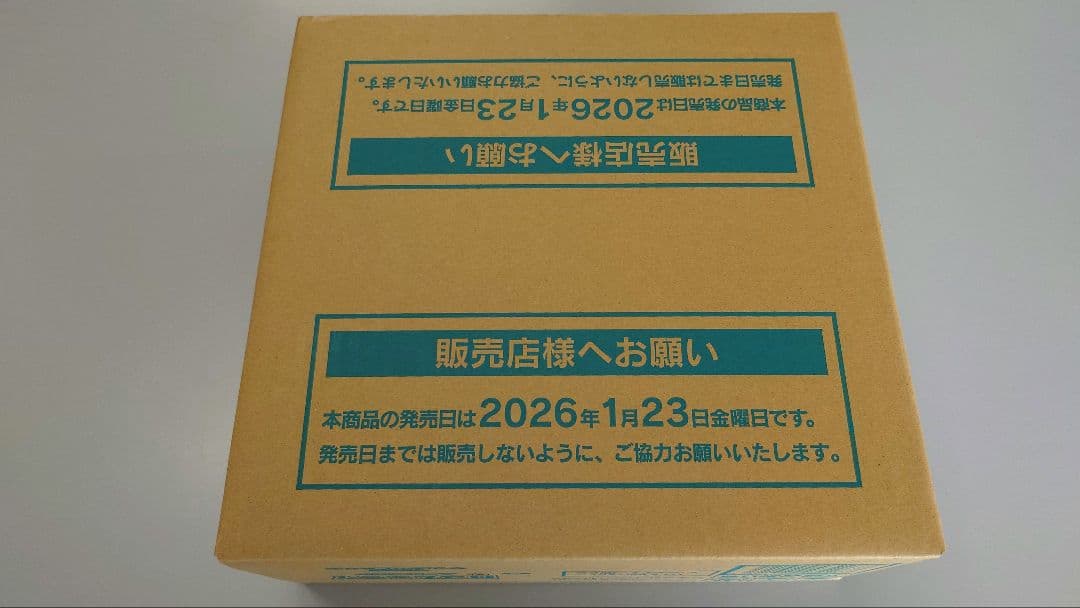 本商品の発売日は2026年1月23日金曜日です。
発売日までは販売しないように、ご協力お願いいたします。
販売店様へお願い
販売店様へお願い
本商品の発売日は2026年1月23日金曜日です。
発売日までは販売しないように、ご協力お願いいたします。